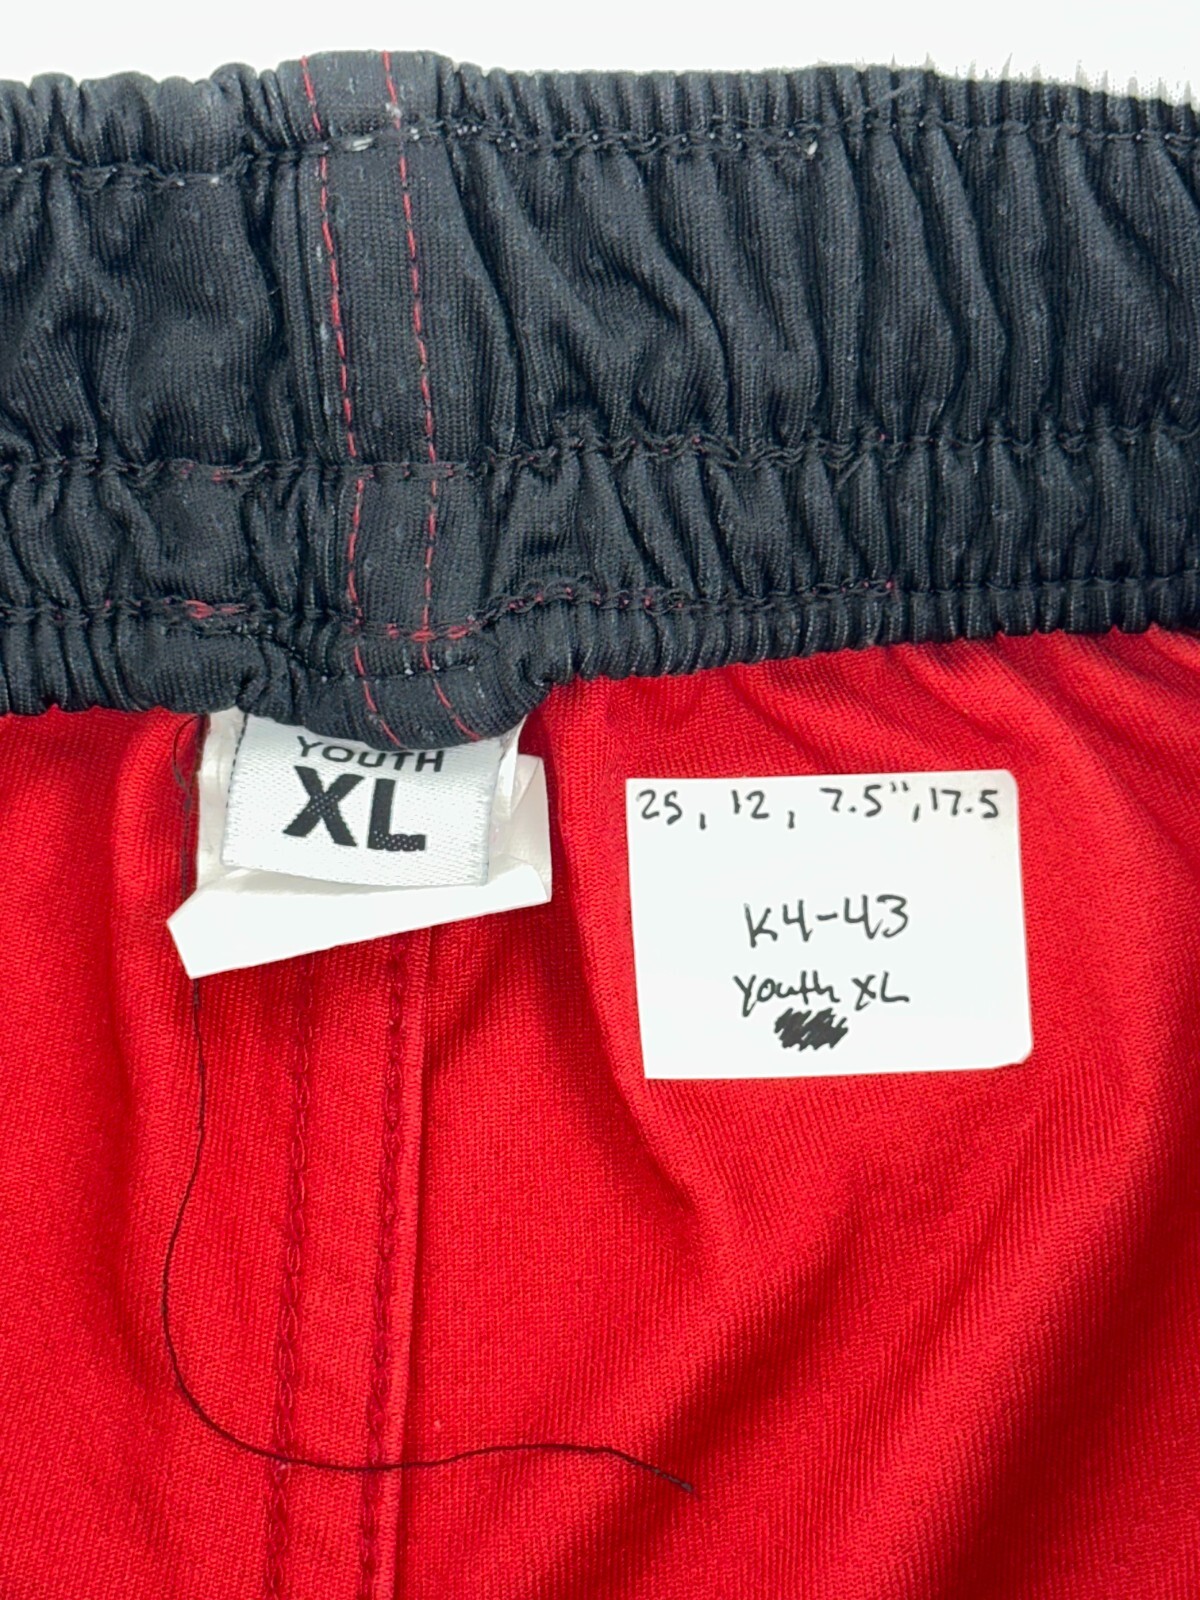 YOUTH
XL
25, 12, 7.5", 17.5
K4-43
Youth XL